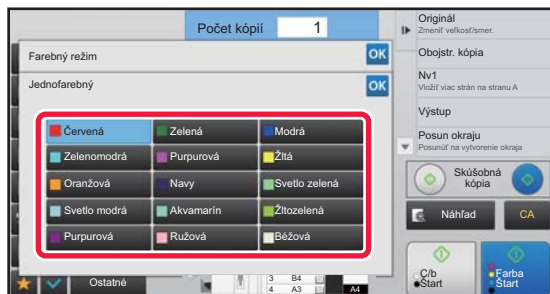 Počet kópií 1
Farebný režim OK
Jednofarebný OK
Červená Zelená Modrá
Zelenomodrá Purpurová Žltá
Oranžová Navy Svetlo zelená
Svetlo modrá Akvamarín Žltozelená
Purpurová Ružová Béžová
Ostatné
3 B4
4 A3 A4
Originál
Zmeniť veľkosť/smer.
Obojstr. kópia
Nv1
Vložiť viac strán na stranu A
Výstup
Posun okraju
Posunúť na vytvorenie okraja
Skúšobná
kópia
Náhľad CA
Č/b
Štart
Farba
Štart